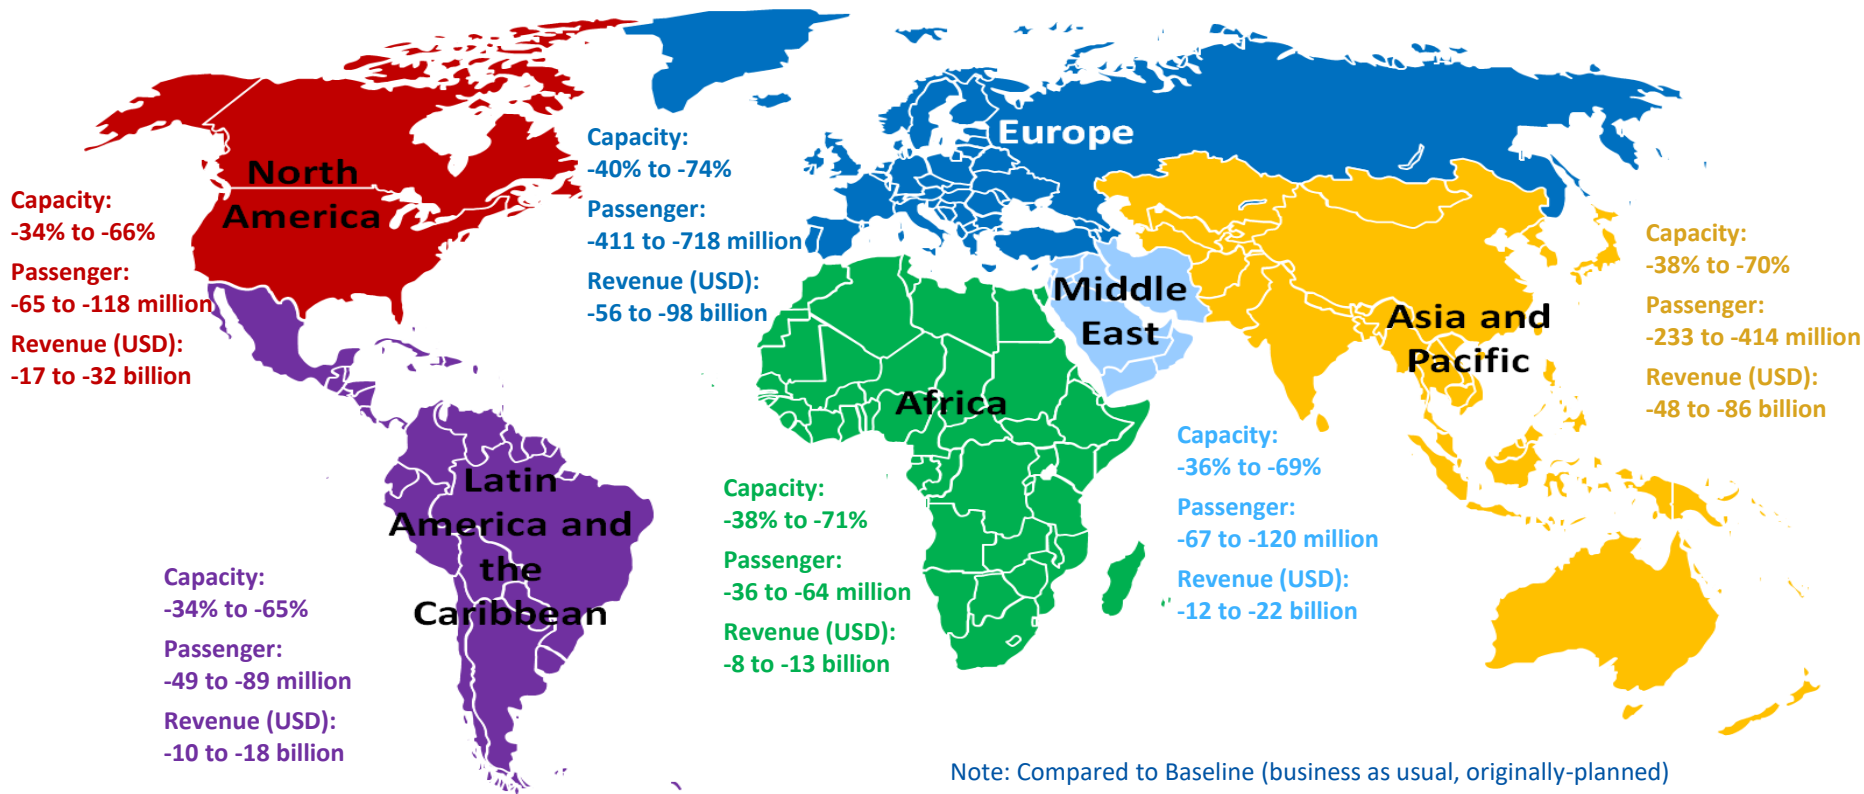 North
America
Capacity:
-34% to -66%
Passenger:
-65 to -118 million
Revenue (USD):
-17 to -32 billion
Europe
Capacity:
-40% to -74%
Passenger:
-411 to -718 million
Revenue (USD):
-56 to -98 billion
Middle
East
Capacity:
-36% to -69%
Passenger:
-67 to -120 million
Revenue (USD):
-12 to -22 billion
Asia and
Pacific
Capacity:
-38% to -70%
Passenger:
-233 to -414 million
Revenue (USD):
-48 to -86 billion
Africa
Capacity:
-38% to -71%
Passenger:
-36 to -64 million
Revenue (USD):
-8 to -13 billion
Latin
America and
the
Caribbean
Capacity:
-34% to -65%
Passenger:
-49 to -89 million
Revenue (USD):
-10 to -18 billion
Note: Compared to Baseline (business as usual, originally-planned)